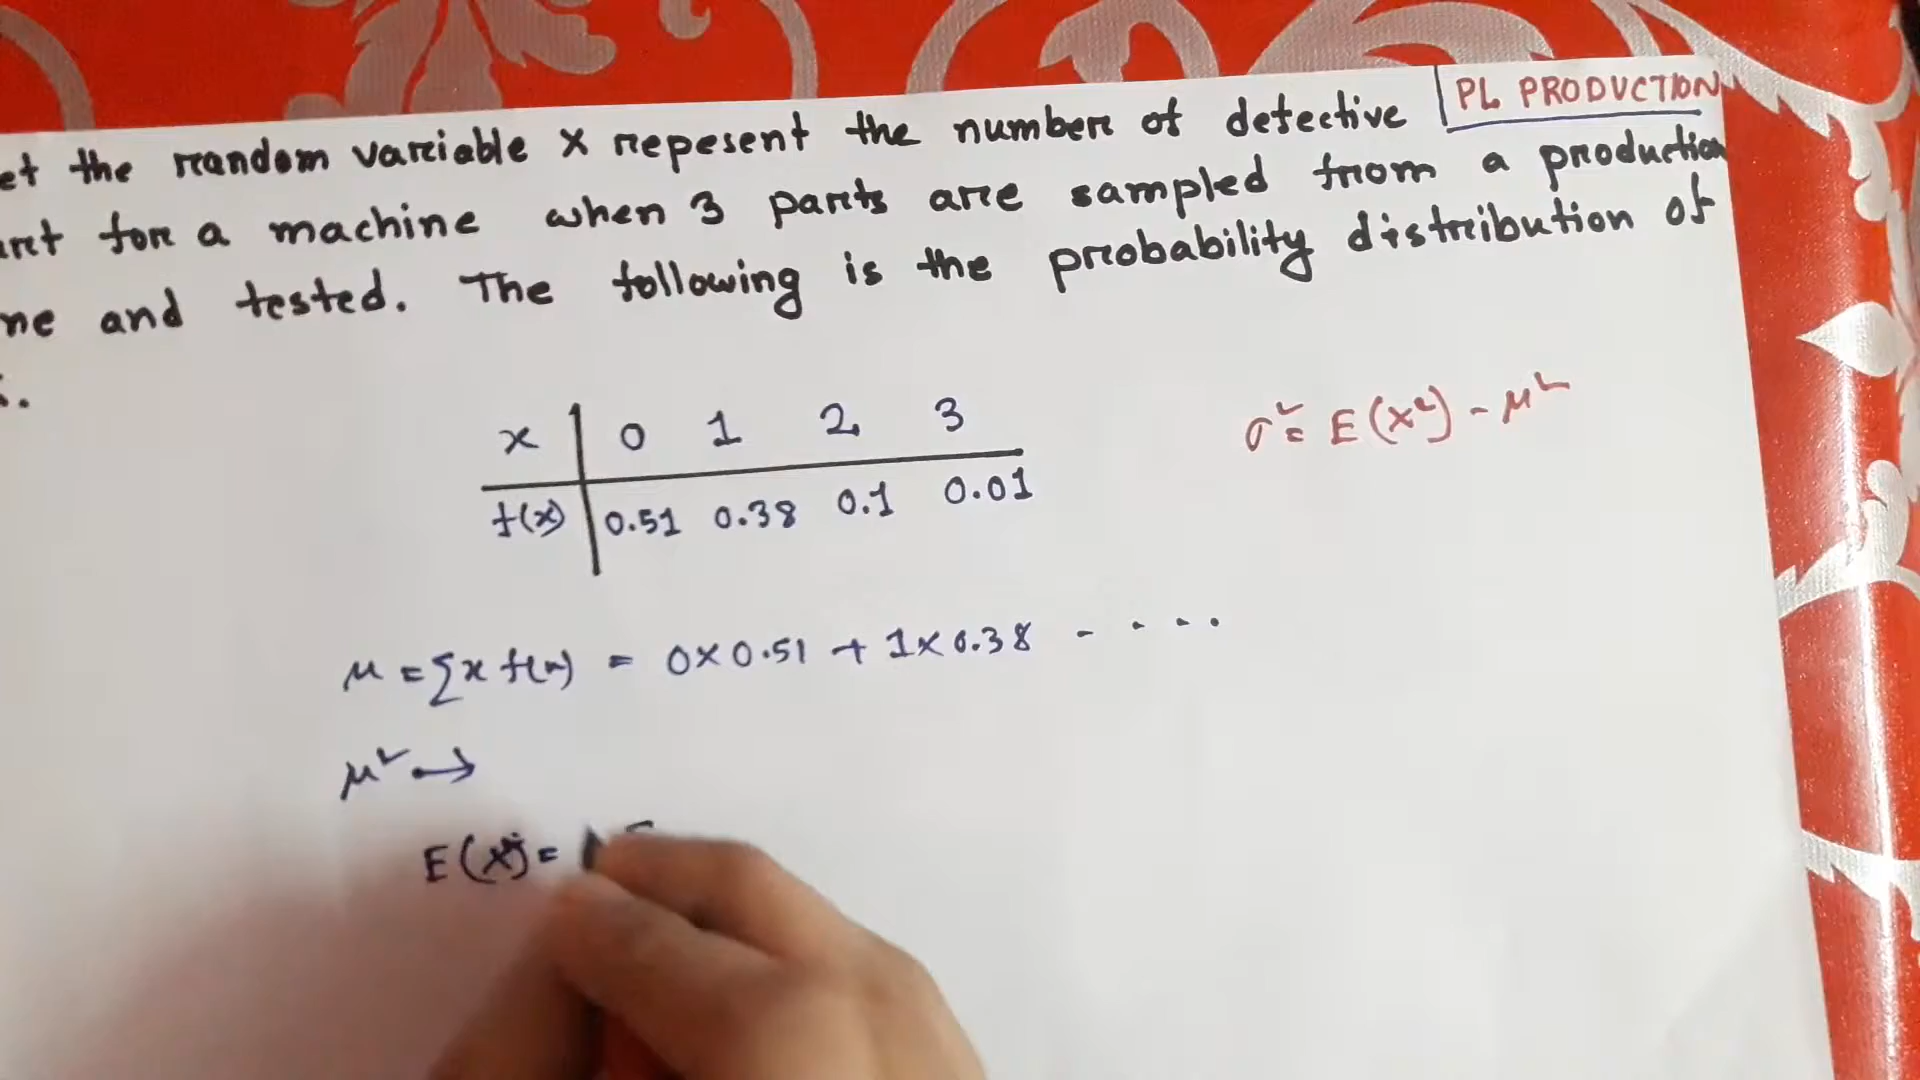 PL PRODUCTION
et the random variable x repesent the number of defective
art for a machine when 3 parts are sampled from a production
ne and tested. The following is the probability distribution of
x 0 1 2 3
f(x) 0.51 0.38 0.1 0.01
σ² = E(x²) - μ²
μ = Σx f(x) = 0×0.51 + 1×0.38 - - - - .
μ² →
E(x²) =